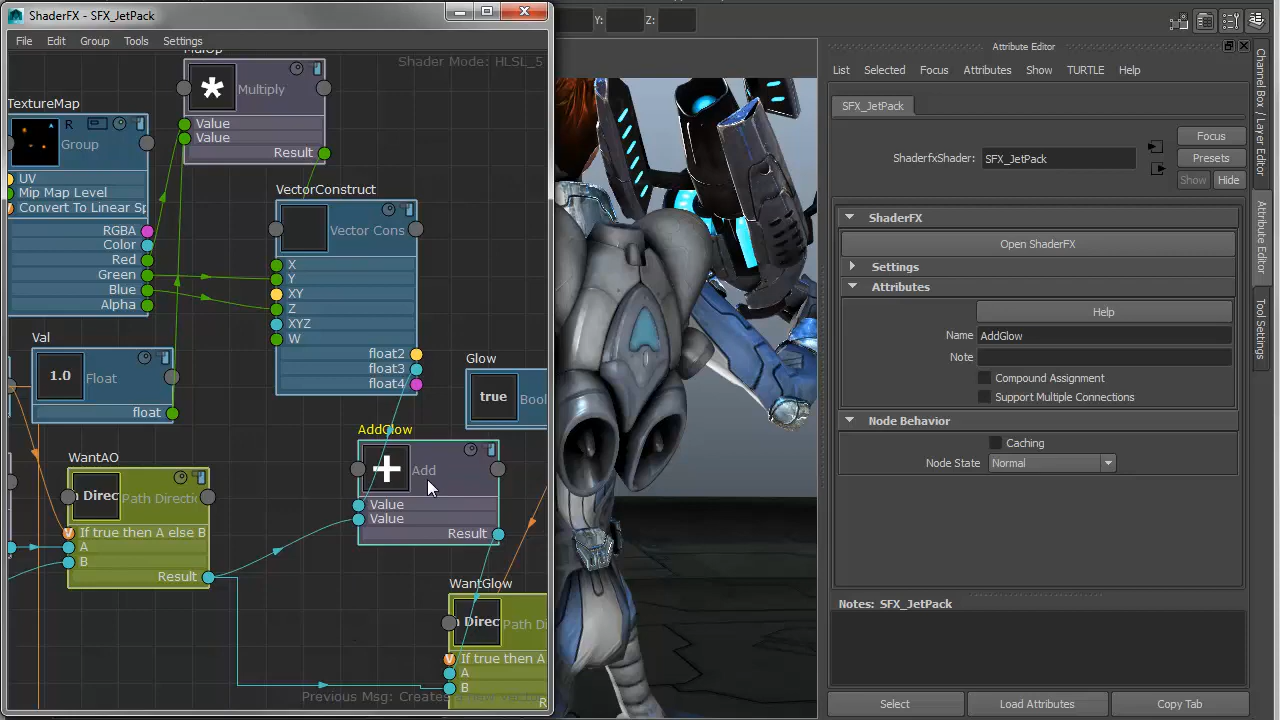 ShaderFX - SFX_JetPack
File Edit Group Tools Settings
Shader Mode: HLSL_5
MulOp
Multiply
Value
Value
Result
TextureMap
R
Group
UV
Mip Map Level
Convert To Linear Sp
RGBA
Color
Red
Green
Blue
Alpha
VectorConstruct
Vector Cons
X
Y
XY
Z
XYZ
W
float2
float3
float4
Val
1.0
Float
float
Glow
true
Bool
WantAO
n Direc
Path Directio
If true then A else B
A
B
Result
AddGlow
Add
Value
Value
Result
WantGlow
n Direc
Path Di
If true then A
A
B
R
Previous Msg: Creates a new vector
Y:
Z:
Attribute Editor
List Selected Focus Attributes Show TURTLE Help
SFX_JetPack
Focus
ShaderfxShader: SFX_JetPack
Presets
Show Hide
ShaderFX
Open ShaderFX
Settings
Attributes
Help
Name AddGlow
Note
Compound Assignment
Support Multiple Connections
Node Behavior
Caching
Node State Normal
Notes: SFX_JetPack
Select Load Attributes Copy Tab
Channel Box / Layer Editor
Attribute Editor
Tool Settings